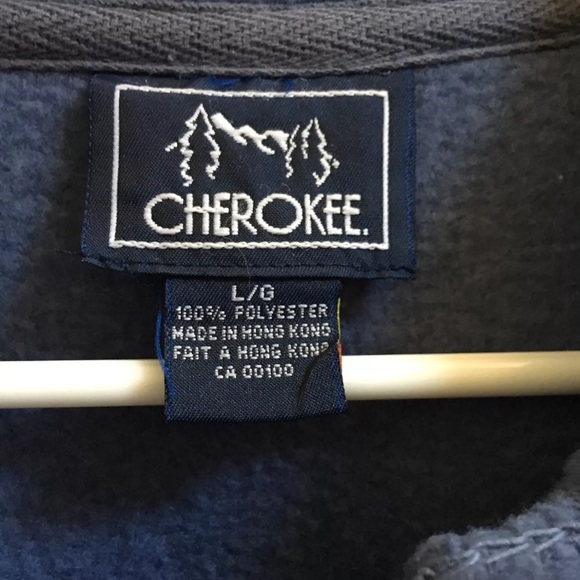 CHEROKEE.
L/G
100% POLYESTER
MADE IN HONG KONG
FAIT A HONG KONG
CA 00100